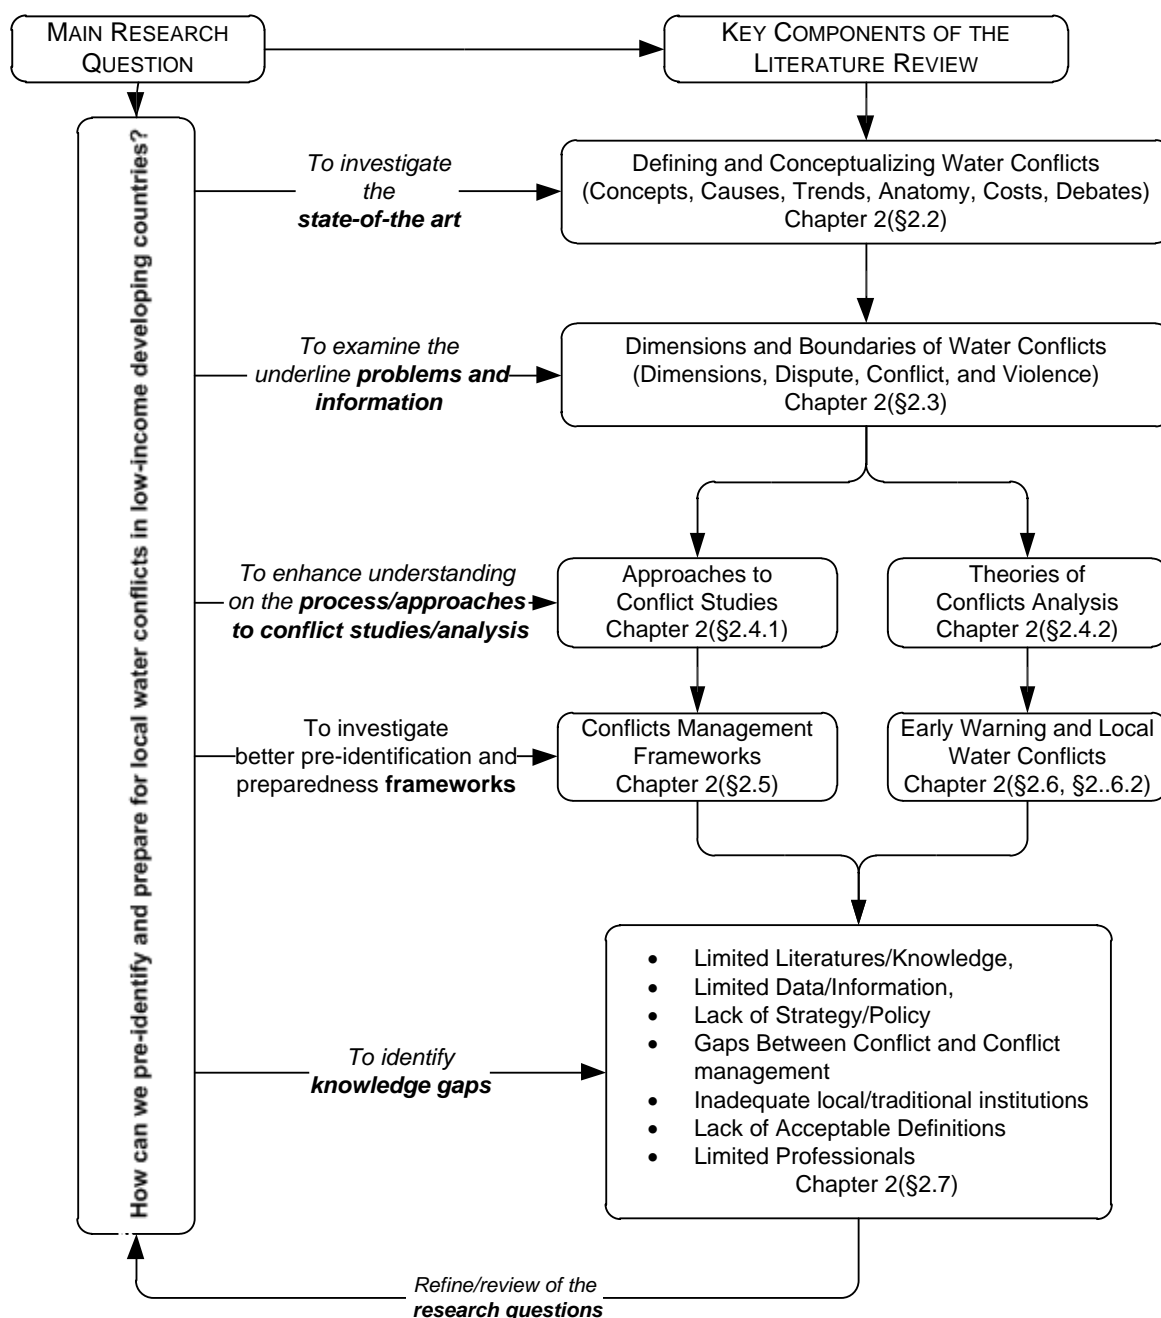 MAIN RESEARCH
QUESTION
KEY COMPONENTS OF THE
LITERATURE REVIEW
How can we pre-identify and prepare for local water conflicts in low-income developing countries?
To investigate
the
state-of-the art
Defining and Conceptualizing Water Conflicts
(Concepts, Causes, Trends, Anatomy, Costs, Debates)
Chapter 2(§2.2)
To examine the
underline problems and
information
Dimensions and Boundaries of Water Conflicts
(Dimensions, Dispute, Conflict, and Violence)
Chapter 2(§2.3)
To enhance understanding
on the process/approaches
to conflict studies/analysis
Approaches to
Conflict Studies
Chapter 2(§2.4.1)
Theories of
Conflicts Analysis
Chapter 2(§2.4.2)
To investigate
better pre-identification and
preparedness frameworks
Conflicts Management
Frameworks
Chapter 2(§2.5)
Early Warning and Local
Water Conflicts
Chapter 2(§2.6, §2..6.2)
To identify
knowledge gaps
• Limited Literatures/Knowledge,
• Limited Data/Information,
• Lack of Strategy/Policy
• Gaps Between Conflict and Conflict
management
• Inadequate local/traditional institutions
• Lack of Acceptable Definitions
• Limited Professionals
Chapter 2(§2.7)
Refine/review of the
research questions